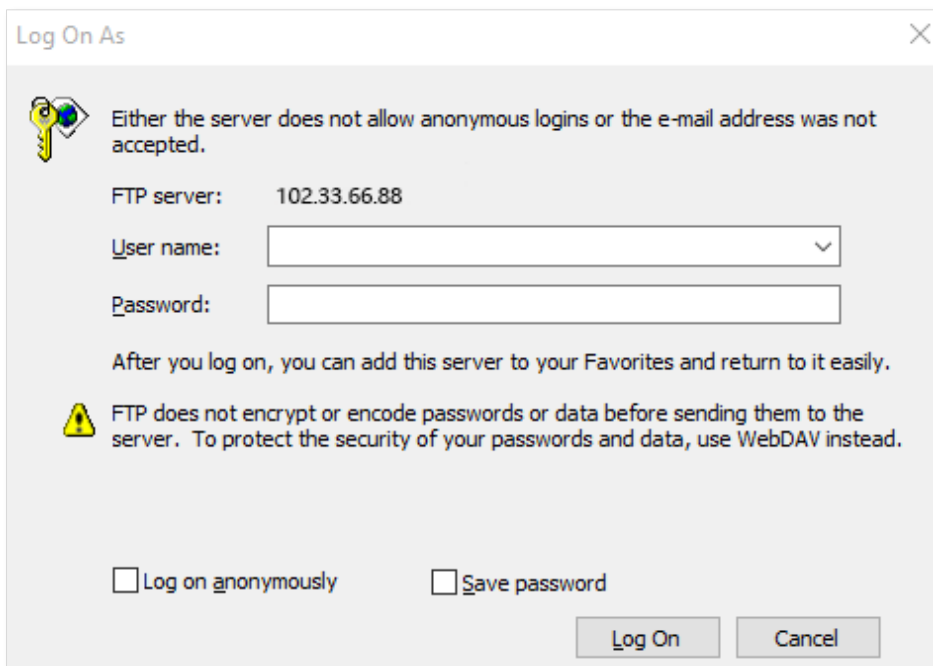 Log On As
Either the server does not allow anonymous logins or the e-mail address was not
accepted.
FTP server: 102.33.66.88
User name:
Password:
After you log on, you can add this server to your Favorites and return to it easily.
FTP does not encrypt or encode passwords or data before sending them to the
server.  To protect the security of your passwords and data, use WebDAV instead.
Log on anonymously Save password
Log On Cancel